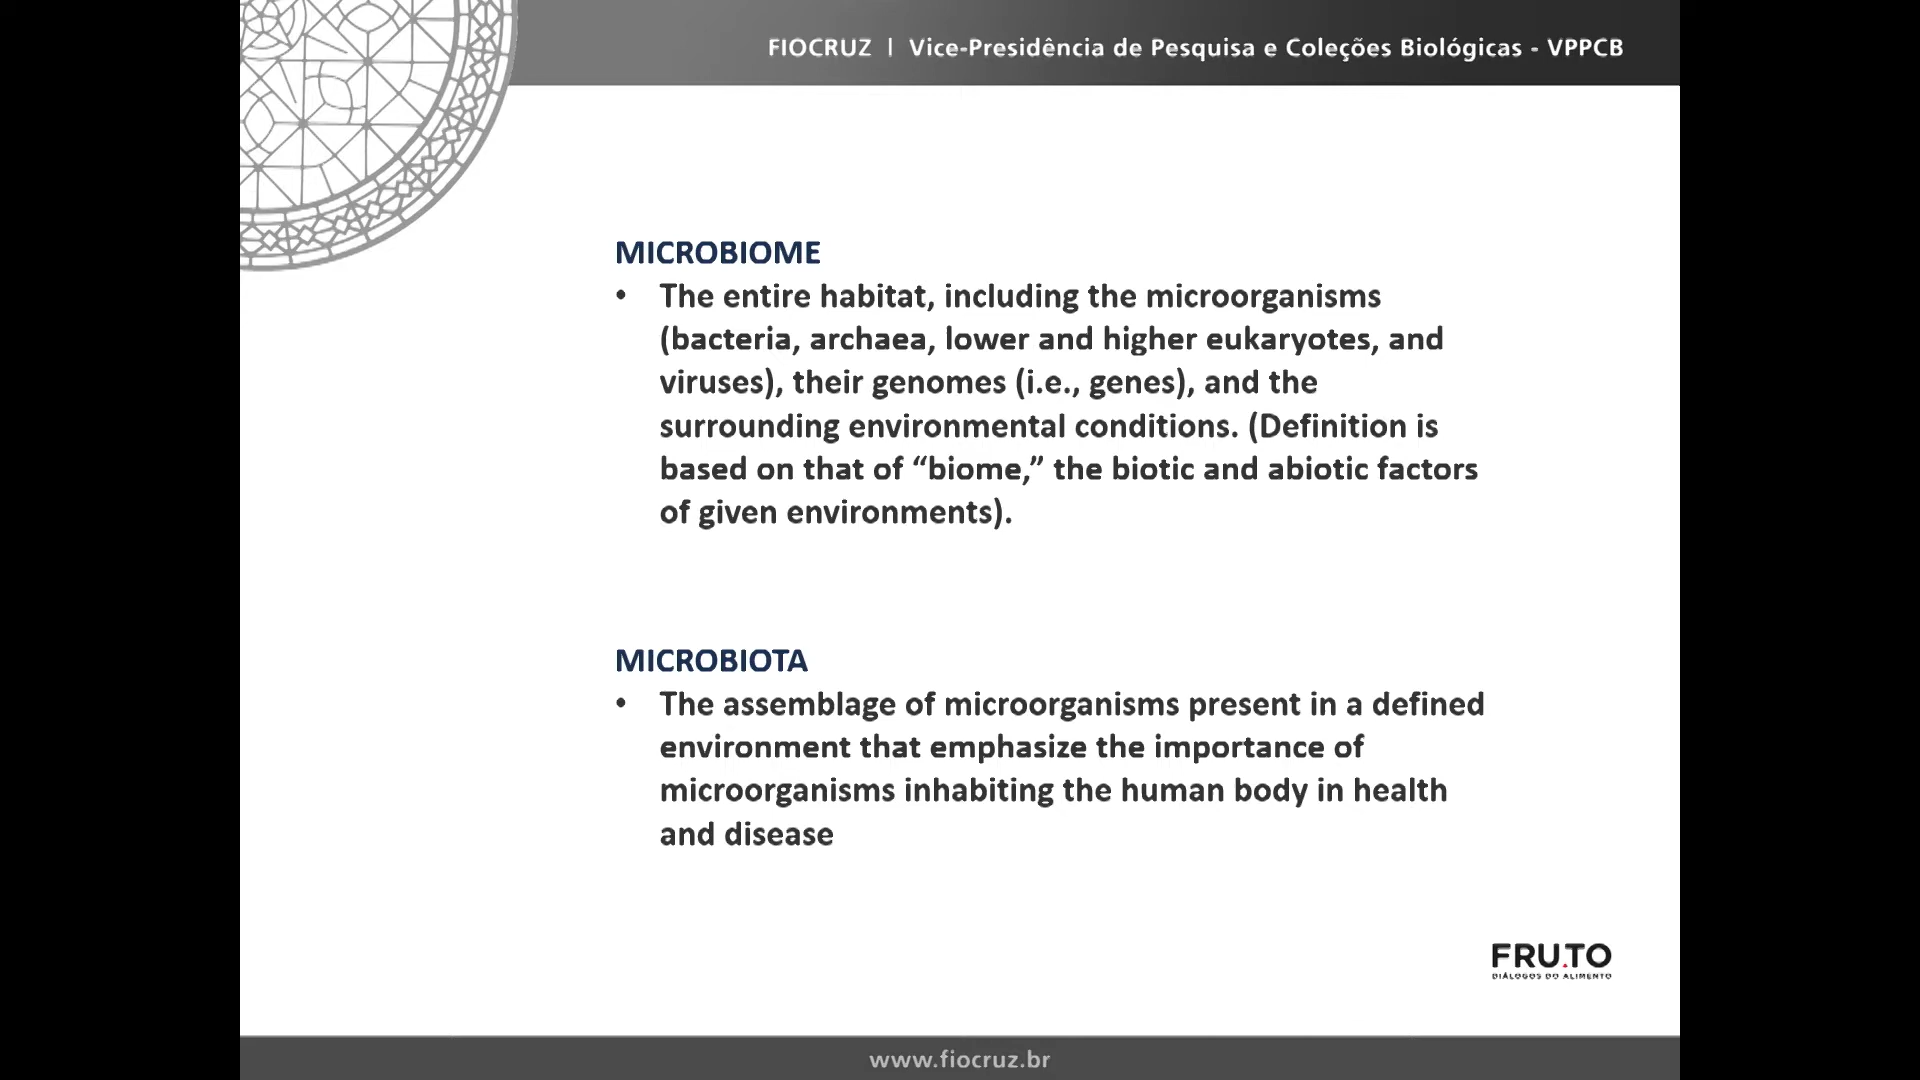 FIOCRUZ | Vice-Presidência de Pesquisa e Coleções Biológicas - VPPCB
MICROBIOME
• The entire habitat, including the microorganisms
(bacteria, archaea, lower and higher eukaryotes, and
viruses), their genomes (i.e., genes), and the
surrounding environmental conditions. (Definition is
based on that of “biome,” the biotic and abiotic factors
of given environments).
MICROBIOTA
• The assemblage of microorganisms present in a defined
environment that emphasize the importance of
microorganisms inhabiting the human body in health
and disease
FRU.TO
DIÁLOGOS DO ALIMENTO
www.fiocruz.br